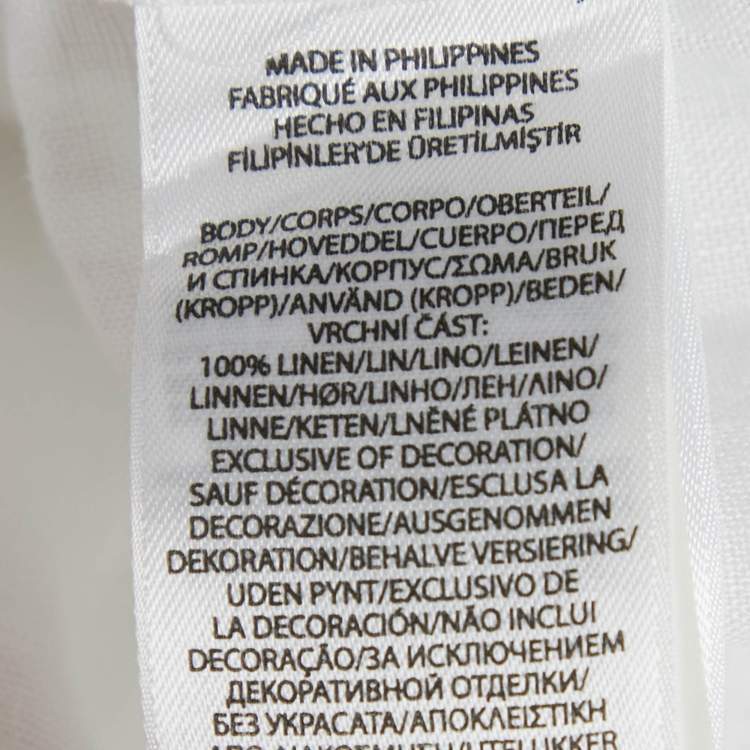 MADE IN PHILIPPINES
FABRIQUÉ AUX PHILIPPINES
HECHO EN FILIPINAS
FİLİPİNLER'DE ÜRETİLMİŞTİR
BODY/CORPS/CORPO/OBERTEIL/
ROMP/HOVEDDEL/CUERPO/ПЕРЕД
И СПИНКА/КОРПУС/ΣΩΜΑ/BRUK
(KROPP)/ANVÄND (KROPP)/BEDEN/
VRCHNÍ ČÁST:
100% LINEN/LIN/LINO/LEINEN/
LINNEN/HØR/LINHO/ЛЕН/ΛΙΝΟ/
LINNE/KETEN/LNĚNÉ PLÁTNO
EXCLUSIVE OF DECORATION/
SAUF DÉCORATION/ESCLUSA LA
DECORAZIONE/AUSGENOMMEN
DEKORATION/BEHALVE VERSIERING/
UDEN PYNT/EXCLUSIVO DE
LA DECORACIÓN/NÃO INCLUI
DECORAÇÃO/ЗА ИСКЛЮЧЕНИЕМ
ДЕКОРАТИВНОЙ ОТДЕЛКИ/
БЕЗ УКРАСАТА/ΑΠΟΚΛΕΙΣΤΙΚΗ